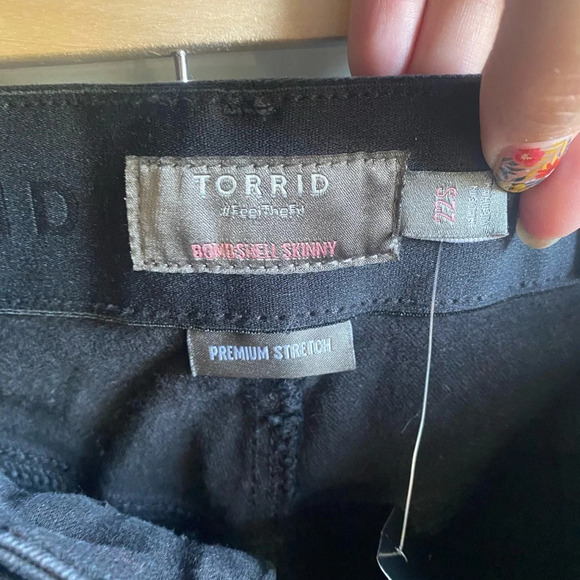 TORRID
#FeelTheFit
BOMBSHELL SKINNY
22S
PREMIUM STRETCH